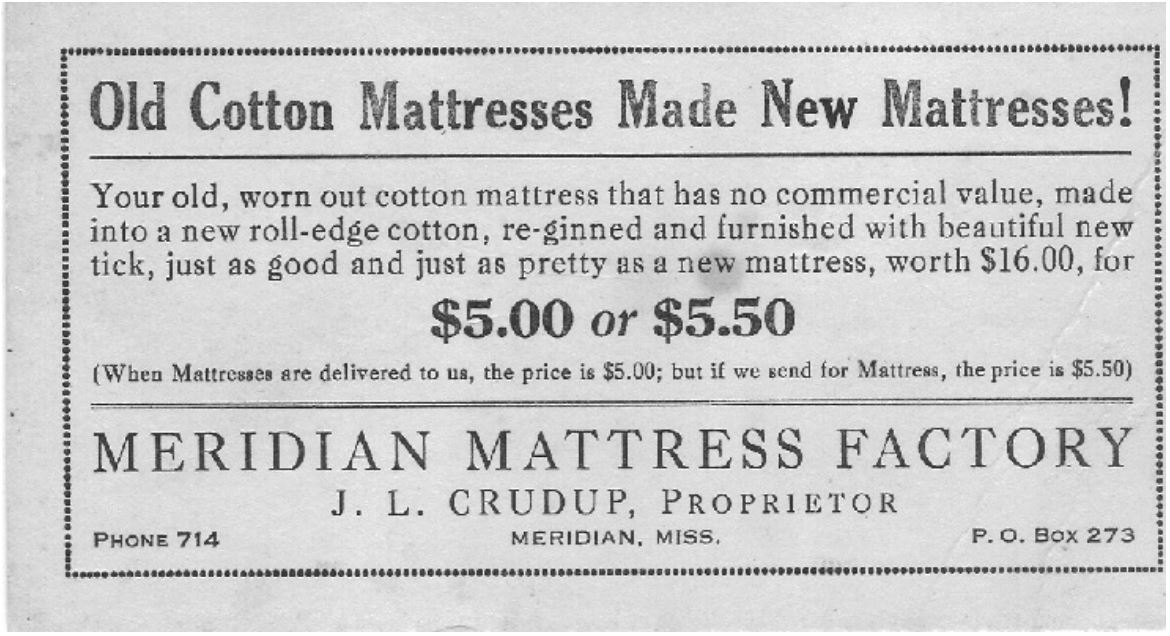 Old Cotton Mattresses Made New Mattresses!
Your old, worn out cotton mattress that has no commercial value, made
into a new roll-edge cotton, re-ginned and furnished with beautiful new
tick, just as good and just as pretty as a new mattress, worth $16.00, for
$5.00 or $5.50
(When Mattresses are delivered to us, the price is $5.00; but if we send for Mattress, the price is $5.50)
MERIDIAN MATTRESS FACTORY
J. L. CRUDUP, PROPRIETOR
PHONE 714 MERIDIAN, MISS. P. O. BOX 273